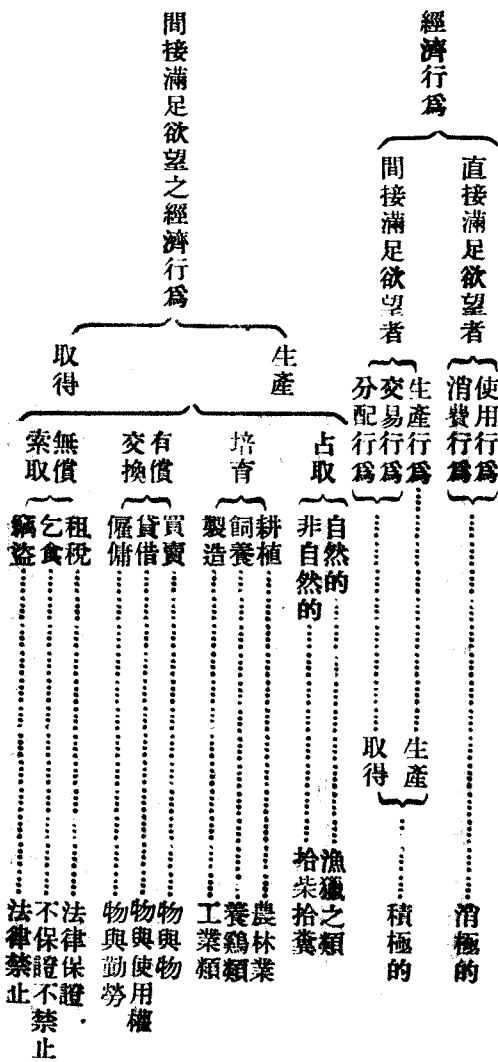 經濟行爲
直接滿足欲望者
使用行爲
消費行爲
消極的
間接滿足欲望者
生產行爲
交易行爲
分配行爲
生產
取得
積極的
間接滿足欲望之經濟行爲
生產
取得
占取
自然的
漁獵之類
非自然的
拾柴拾糞
培育
耕植
農林業
飼養
養鷄類
製造
工業類
有償交換
買賣
物與物
貸借
物與使用權
僱傭
物與勤勞
無償索取
租稅
法律保證
乞食
不保證不禁止
竊盜
法律禁止